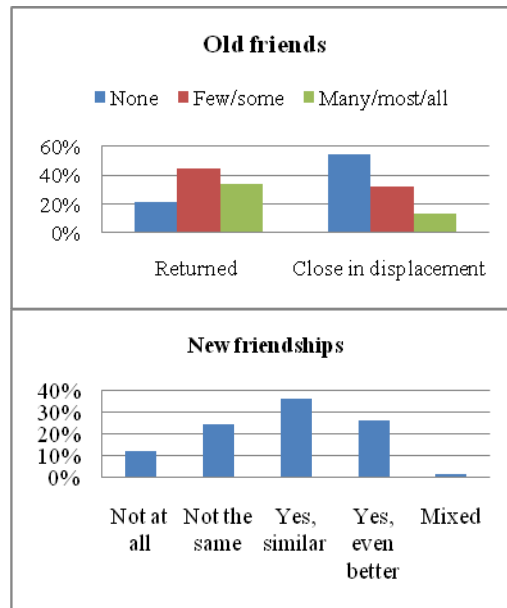 Old friends
None Few/some Many/most/all
60%
40%
20%
0%
Returned Close in displacement
New friendships
40%
30%
20%
10%
0%
Not at all
Not the same
Yes, similar
Yes, even better
Mixed